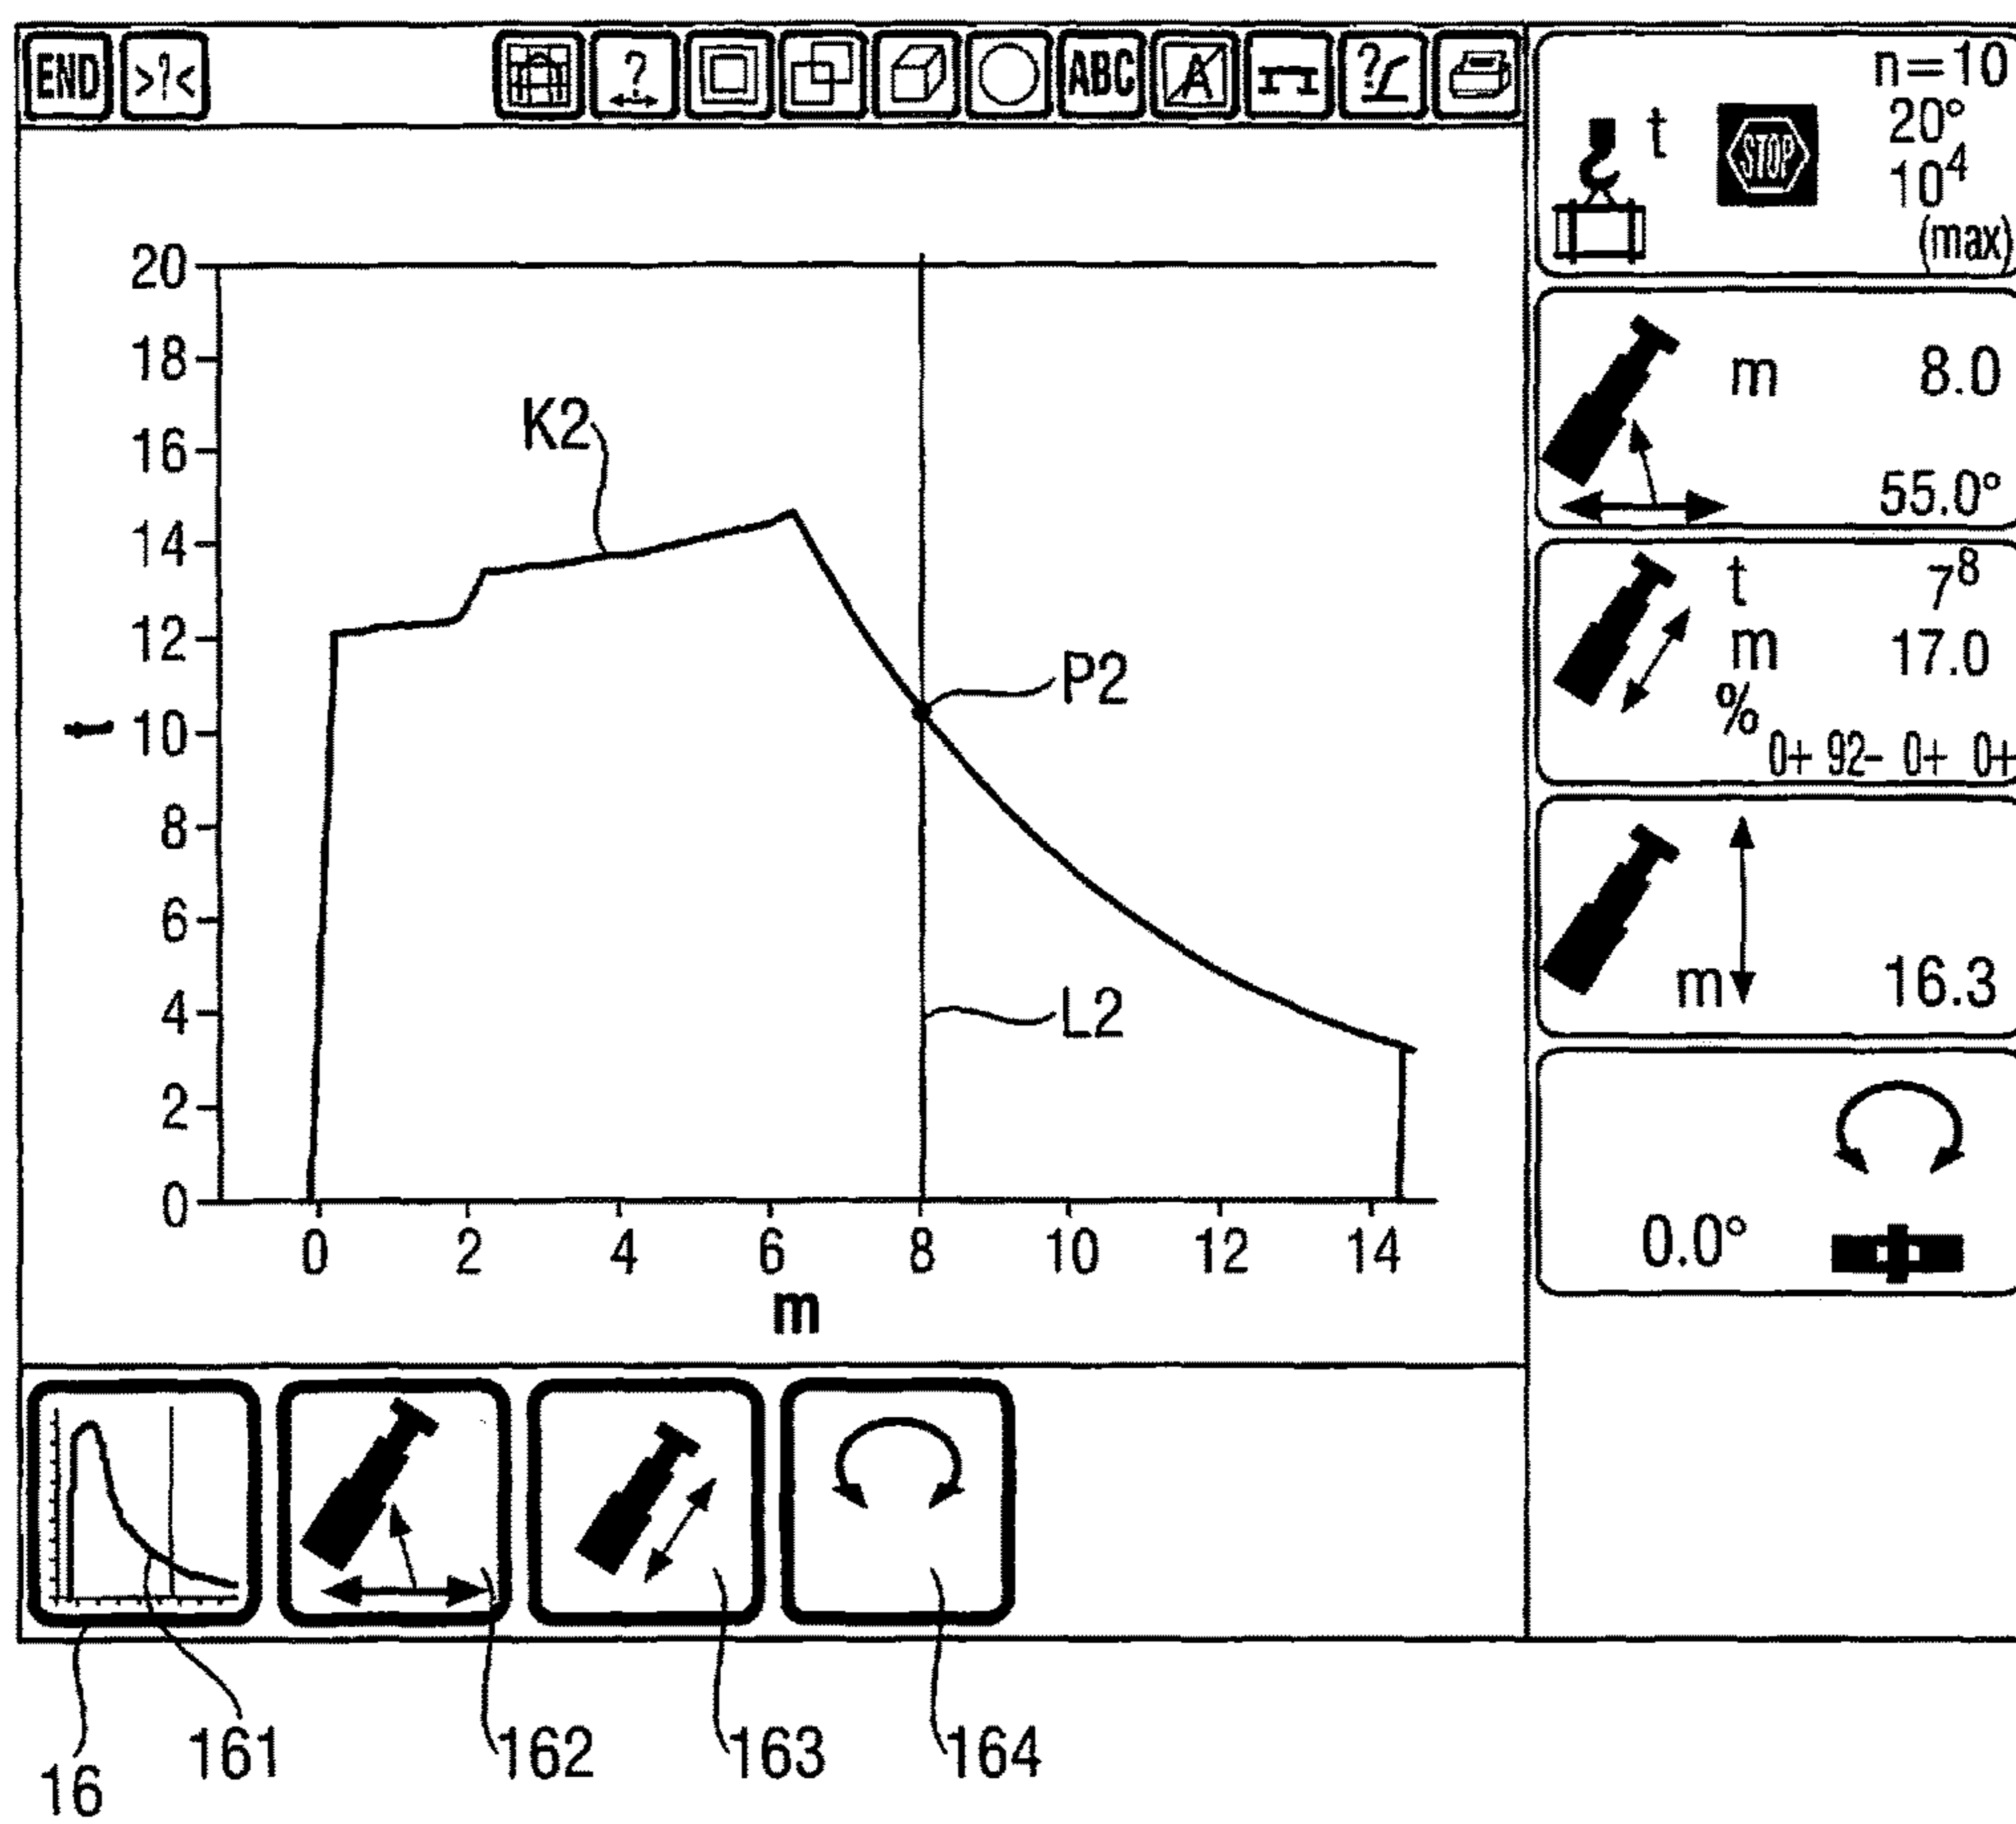 END >?< ? ABC A ? 
n=10
20°
t STOP 10⁴
(max)
m 8.0
55.0°
t 7⁸
m 17.0
%
0+ 92- 0+ 0+
m 16.3
0.0°
20
18
16
14
12
10
8
6
4
2
0
t
K2
P2
L2
0 2 4 6 8 10 12 14
m
16 161 162 163 164